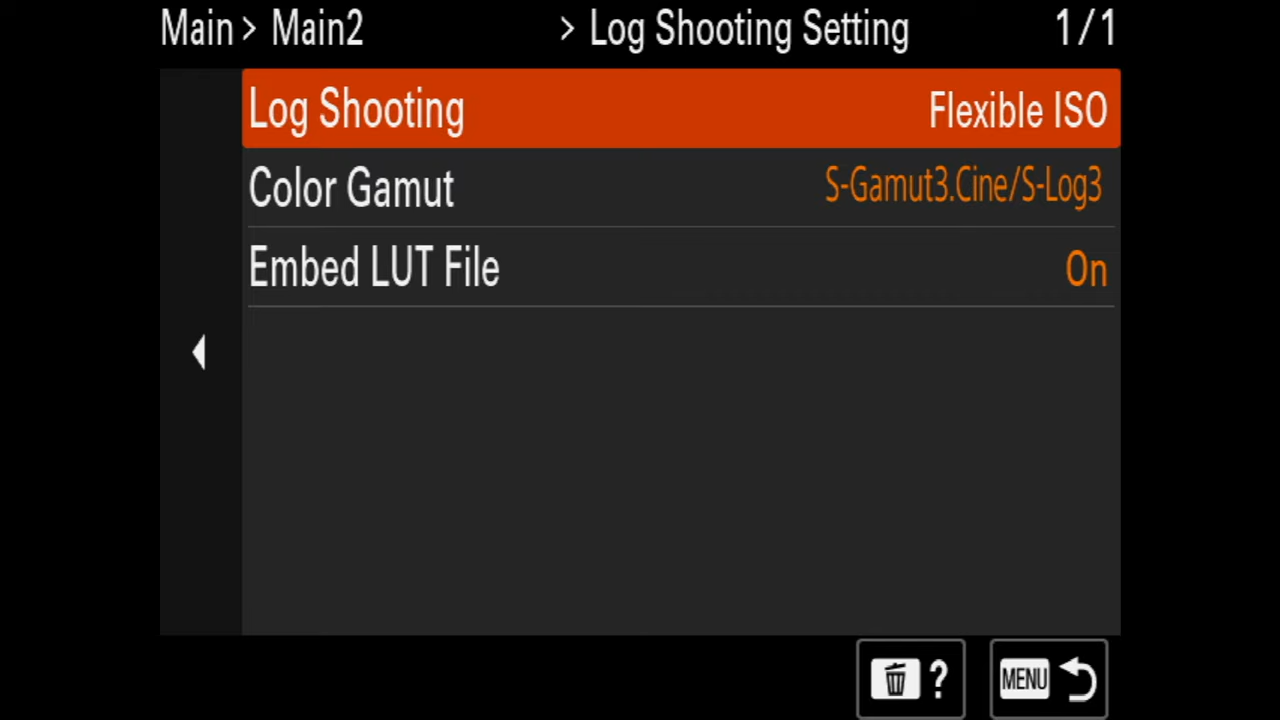 Main > Main2 > Log Shooting Setting 1/1
Log Shooting Flexible ISO
Color Gamut S-Gamut3.Cine/S-Log3
Embed LUT File On
? MENU